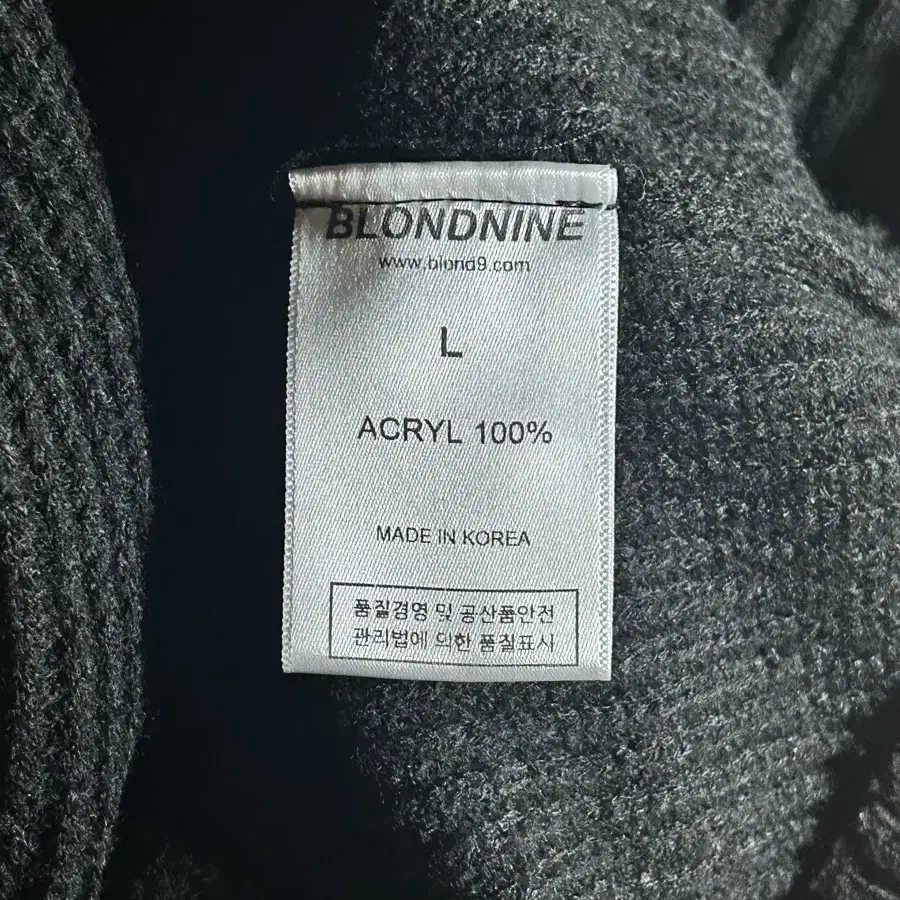 BLONDNINE
www.blond9.com
L
ACRYL 100%
MADE IN KOREA
품질경영 및 공산품안전
관리법에 의한 품질표시